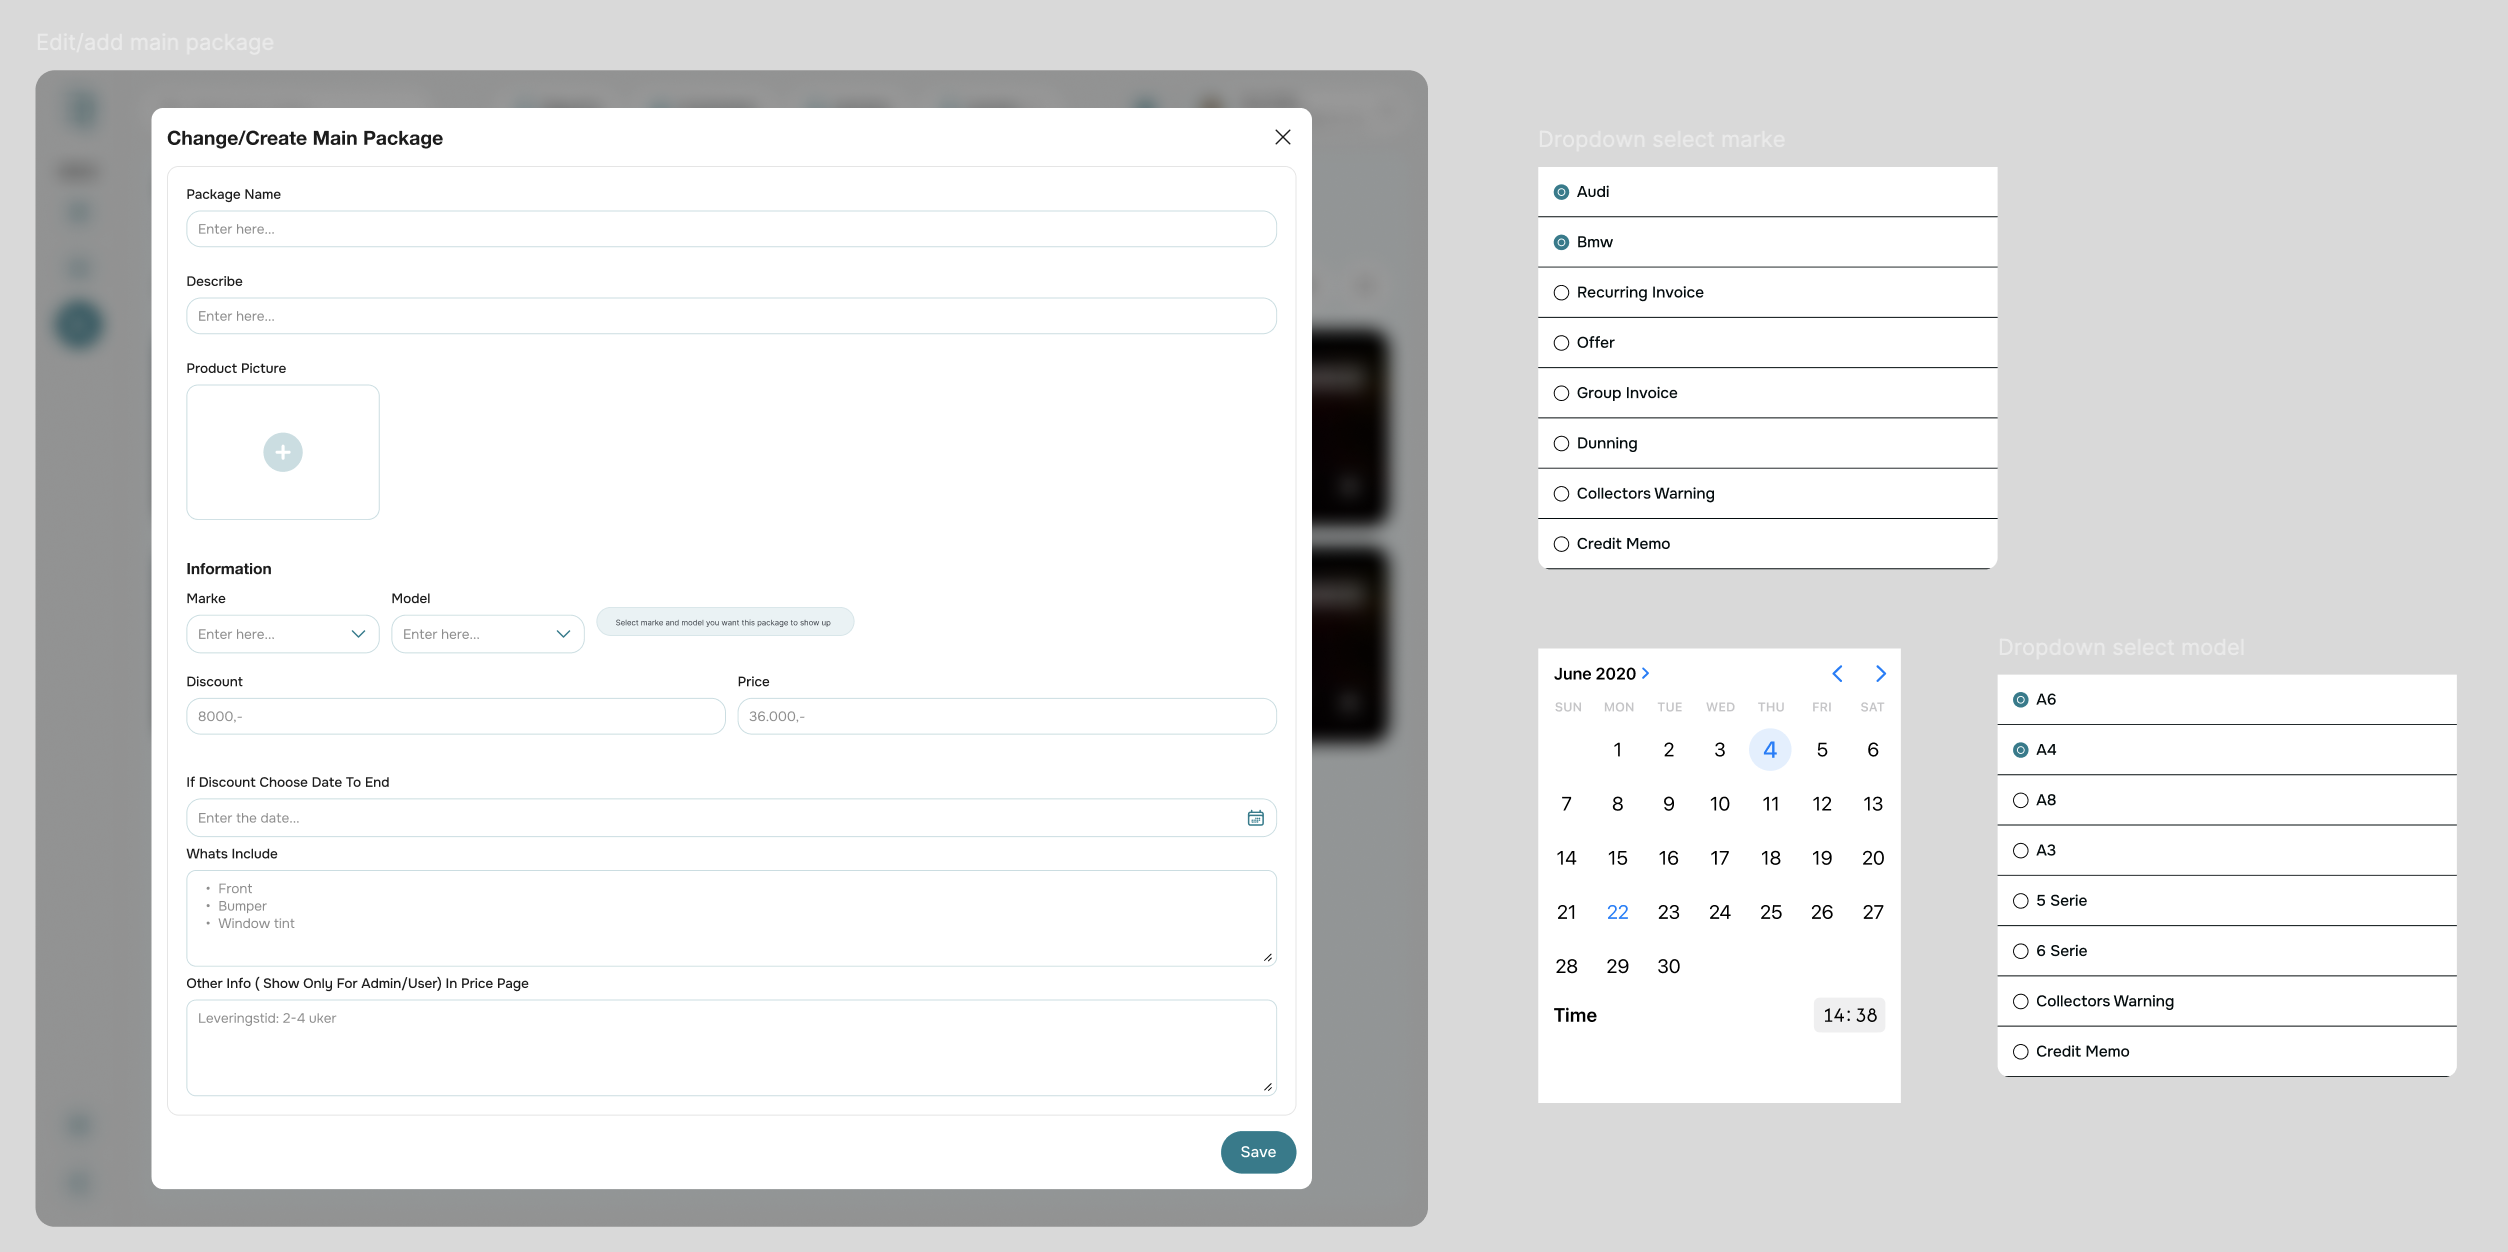 Edit/add main package
Change/Create Main Package
Package Name
Enter here...
Describe
Enter here...
Product Picture
Information
Marke
Model
Enter here...
Enter here...
Select marke and model you want this package to show up
Discount
Price
8000,-
36.000,-
If Discount Choose Date To End
Enter the date...
Whats Include
• Front
• Bumper
• Window tint
Other Info ( Show Only For Admin/User) In Price Page
Leveringstid: 2-4 uker
Save
Dropdown select marke
Audi
Bmw
Recurring Invoice
Offer
Group Invoice
Dunning
Collectors Warning
Credit Memo
June 2020
SUN MON TUE WED THU FRI SAT
1 2 3 4 5 6
7 8 9 10 11 12 13
14 15 16 17 18 19 20
21 22 23 24 25 26 27
28 29 30
Time
14:38
Dropdown select model
A6
A4
A8
A3
5 Serie
6 Serie
Collectors Warning
Credit Memo